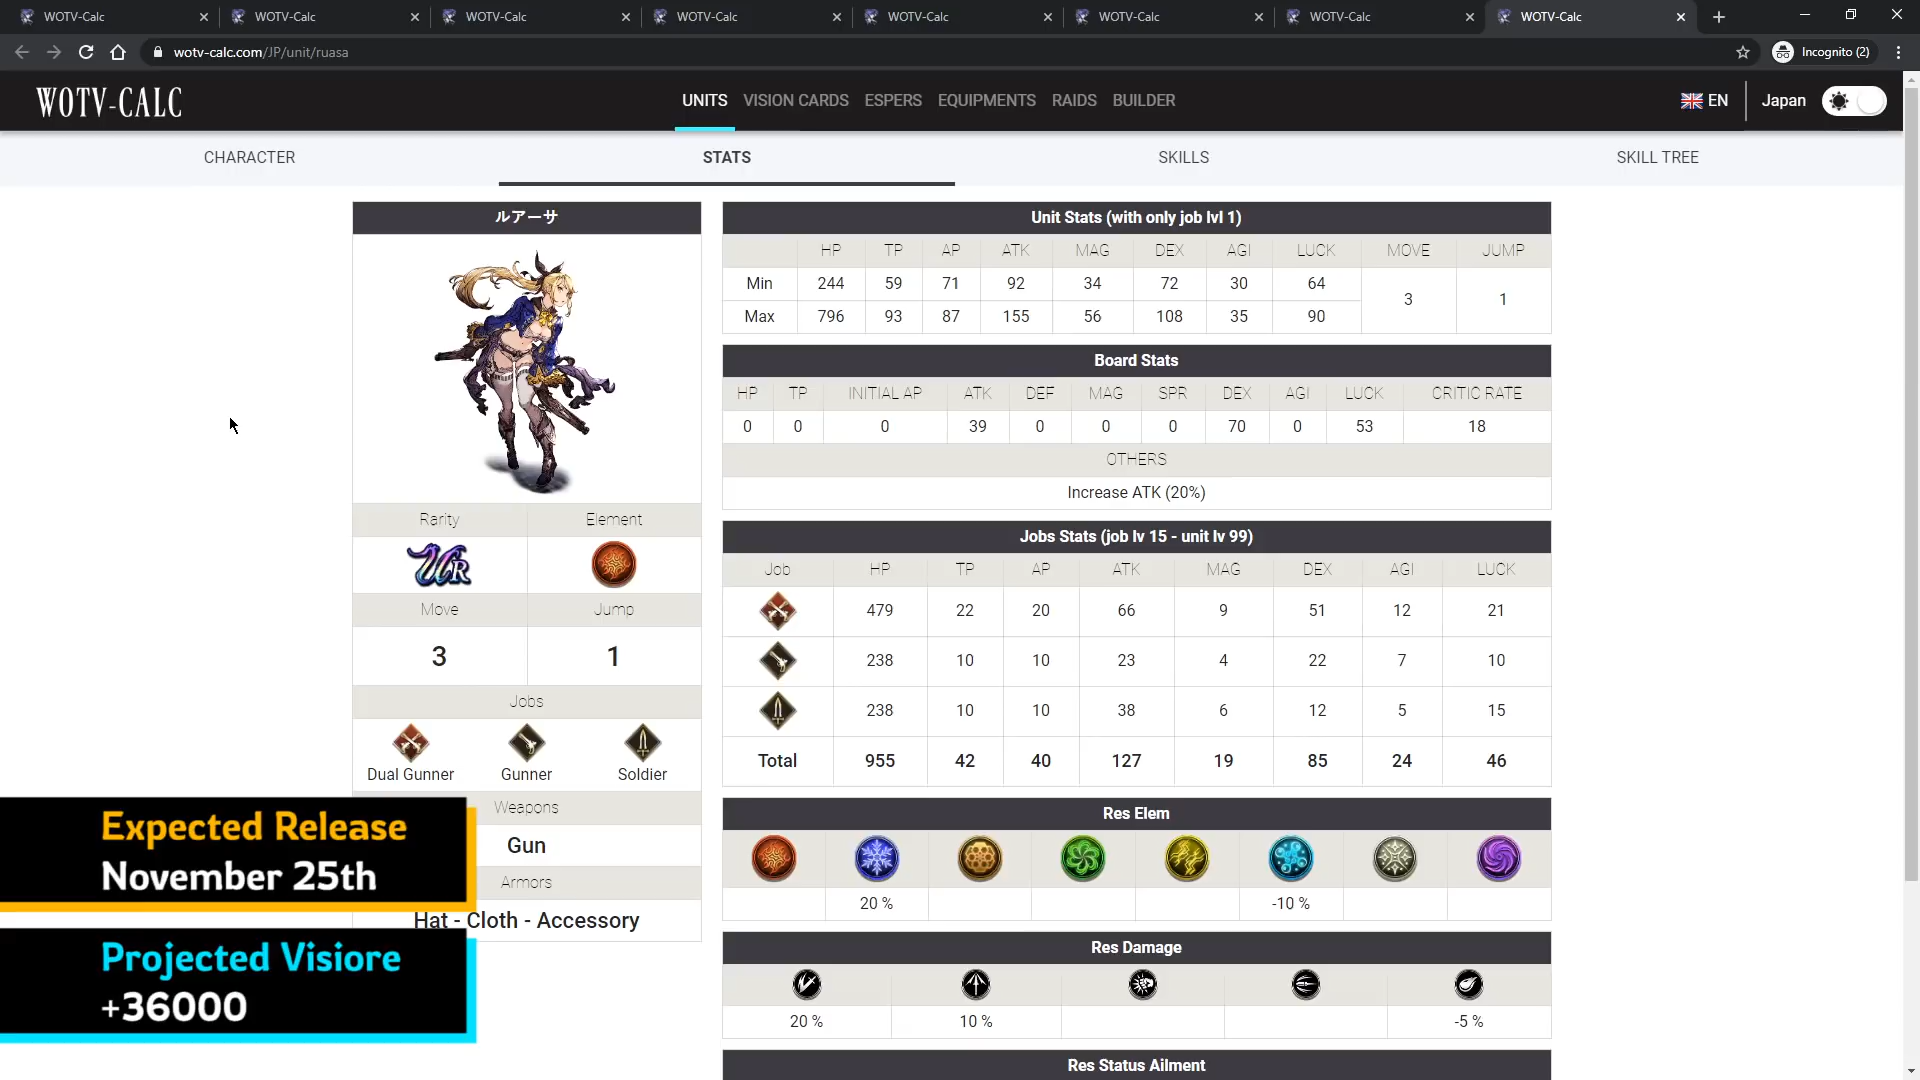 WOTV-Calc WOTV-Calc WOTV-Calc WOTV-Calc WOTV-Calc WOTV-Calc WOTV-Calc WOTV-Calc
wotv-calc.com/JP/unit/ruasa Incognito (2)
WOTV-CALC UNITS VISION CARDS ESPERS EQUIPMENTS RAIDS BUILDER EN Japan
CHARACTER STATS SKILLS SKILL TREE
ルアーサ
Rarity Element
UR
Move Jump
3 1
Jobs
Dual Gunner Gunner Soldier
Weapons
Gun
Armors
Hat - Cloth - Accessory
Unit Stats (with only job lvl 1)
HP TP AP ATK MAG DEX AGI LUCK MOVE JUMP
Min 244 59 71 92 34 72 30 64
3 1
Max 796 93 87 155 56 108 35 90
Board Stats
HP TP INITIAL AP ATK DEF MAG SPR DEX AGI LUCK CRITIC RATE
0 0 0 39 0 0 0 70 0 53 18
OTHERS
Increase ATK (20%)
Jobs Stats (job lv 15 - unit lv 99)
Job HP TP AP ATK MAG DEX AGI LUCK
479 22 20 66 9 51 12 21
238 10 10 23 4 22 7 10
238 10 10 38 6 12 5 15
Total 955 42 40 127 19 85 24 46
Res Elem
20 % -10 %
Res Damage
20 % 10 % -5 %
Res Status Ailment
Expected Release
November 25th
Projected Visiore
+36000